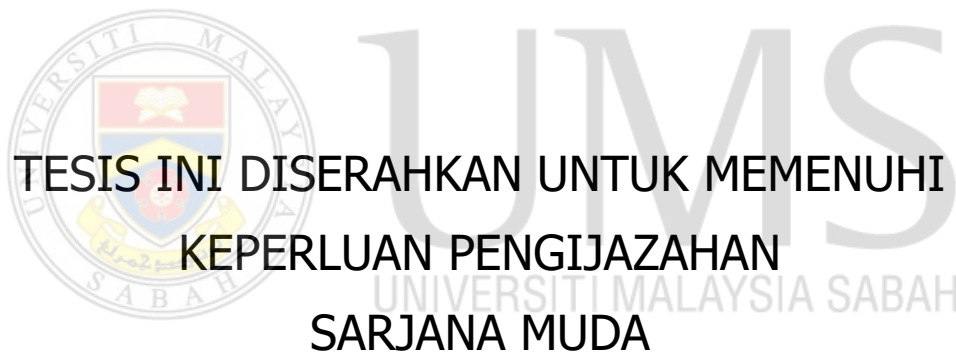 UMS
TESIS INI DISERAHKAN UNTUK MEMENUHI
KEPERLUAN PENGIJAZAHAN
UNIVERSITI MALAYSIA SABAH
SARJANA MUDA